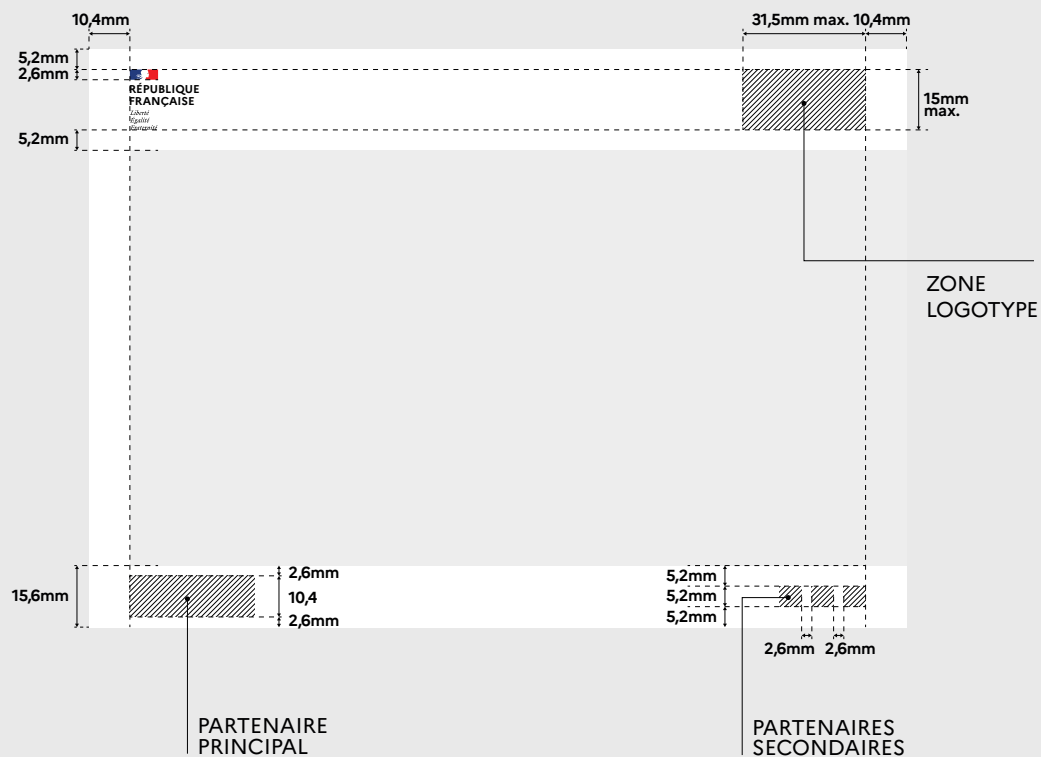 10,4mm
31,5mm max. 10,4mm
5,2mm
2,6mm
RÉPUBLIQUE
FRANÇAISE
Liberté
Égalité
Fraternité
15mm
max.
5,2mm
ZONE
LOGOTYPE
15,6mm
2,6mm
10,4
2,6mm
5,2mm
5,2mm
5,2mm
2,6mm 2,6mm
PARTENAIRE
PRINCIPAL
PARTENAIRES
SECONDAIRES